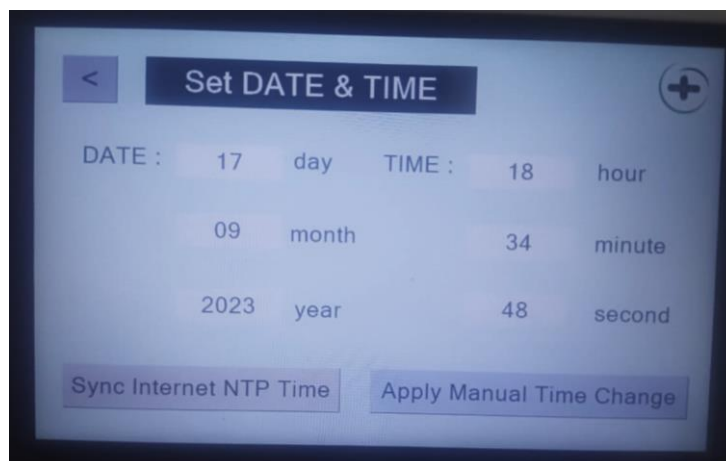 < Set DATE & TIME
DATE : 17 day TIME : 18 hour
09 month 34 minute
2023 year 48 second
Sync Internet NTP Time Apply Manual Time Change